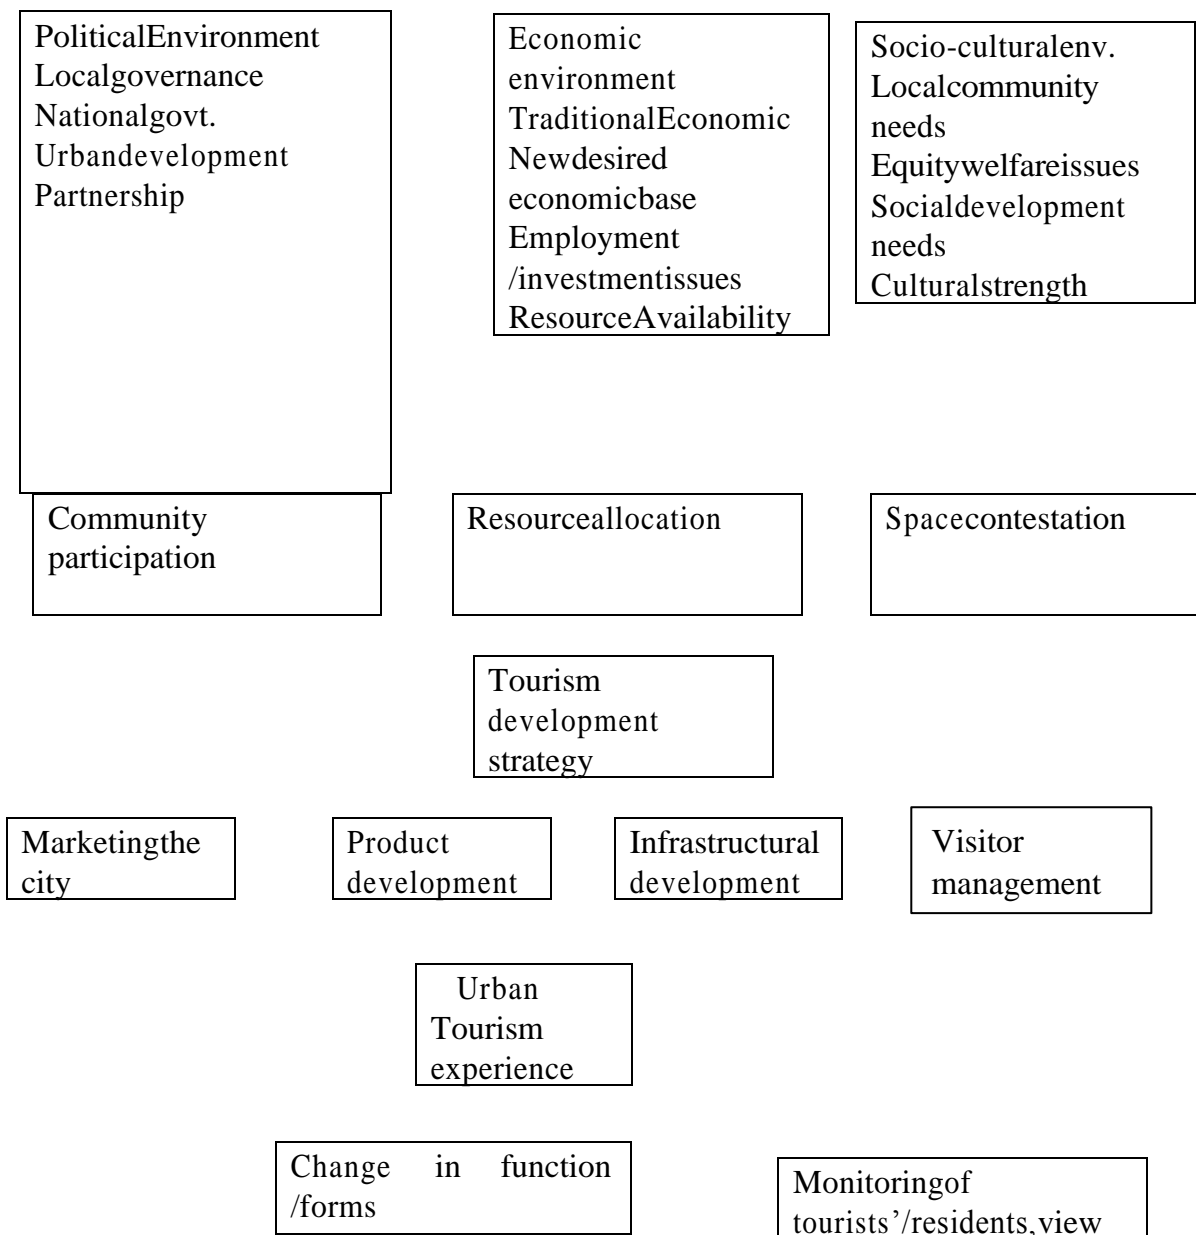 PoliticalEnvironment
Localgovernance
Nationalgovt.
Urbandevelopment
Partnership
Economic
environment
TraditionalEconomic
Newdesired
economicbase
Employment
/investmentissues
ResourceAvailability
Socio-culturalenv.
Localcommunity
needs
Equitywelfareissues
Socialdevelopment
needs
Culturalstrength
Community
participation
Resourceallocation
Spacecontestation
Tourism
development
strategy
Marketingthe
city
Product
development
Infrastructural
development
Visitor
management
Urban
Tourism
experience
Change in function
/forms
Monitoringof
tourists’/residents,view